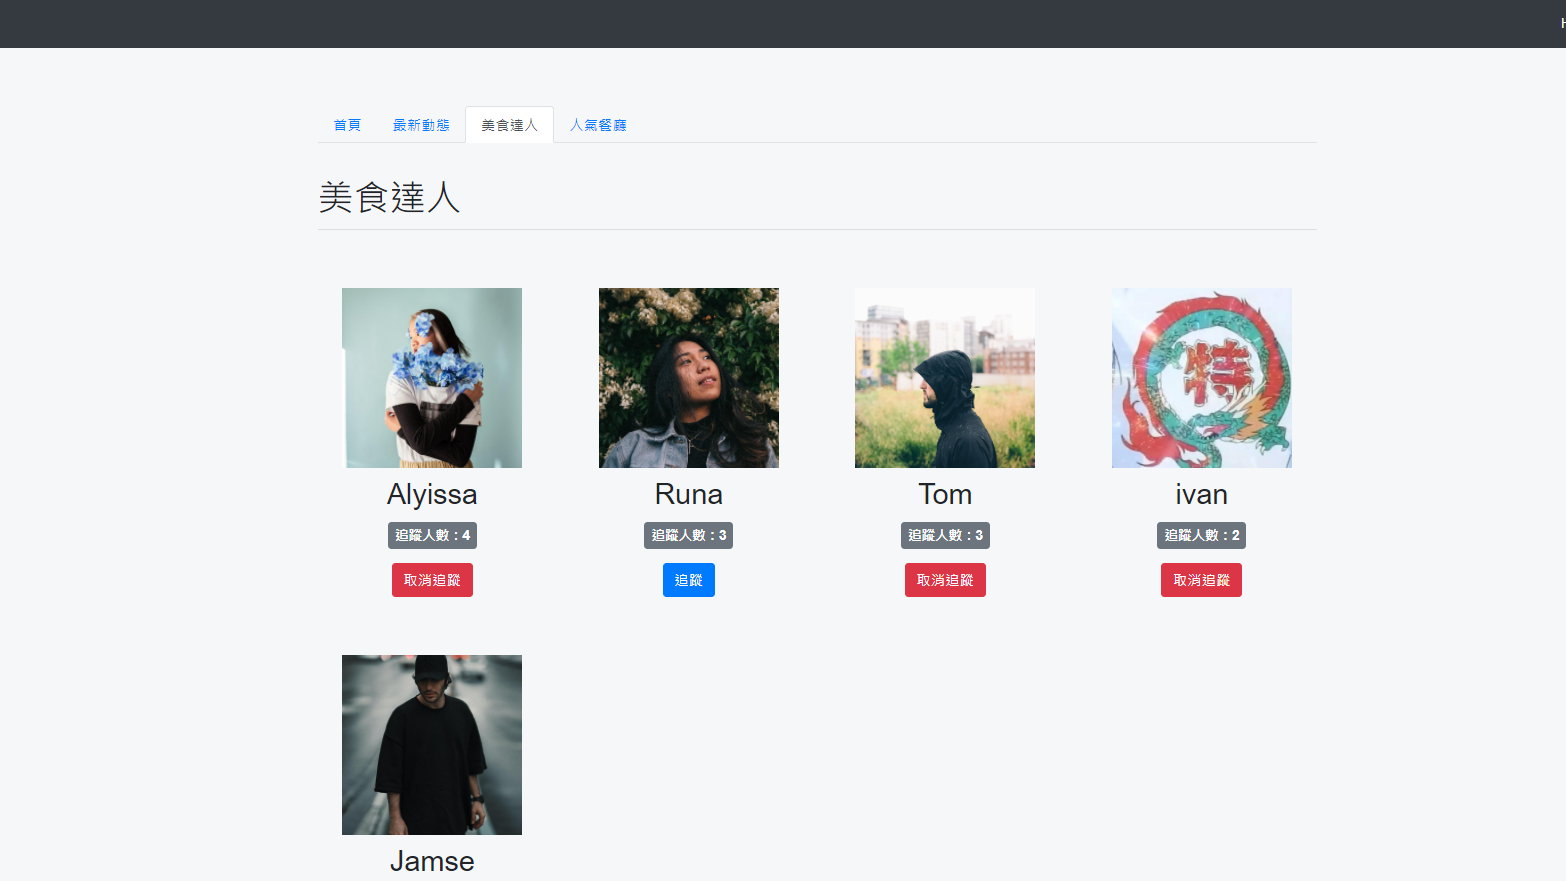 首頁 最新動態 美食達人 人氣餐廳
美食達人
特
Alyissa Runa Tom ivan
追蹤人數：4 追蹤人數：3 追蹤人數：3 追蹤人數：2
取消追蹤 追蹤 取消追蹤 取消追蹤
Jamse